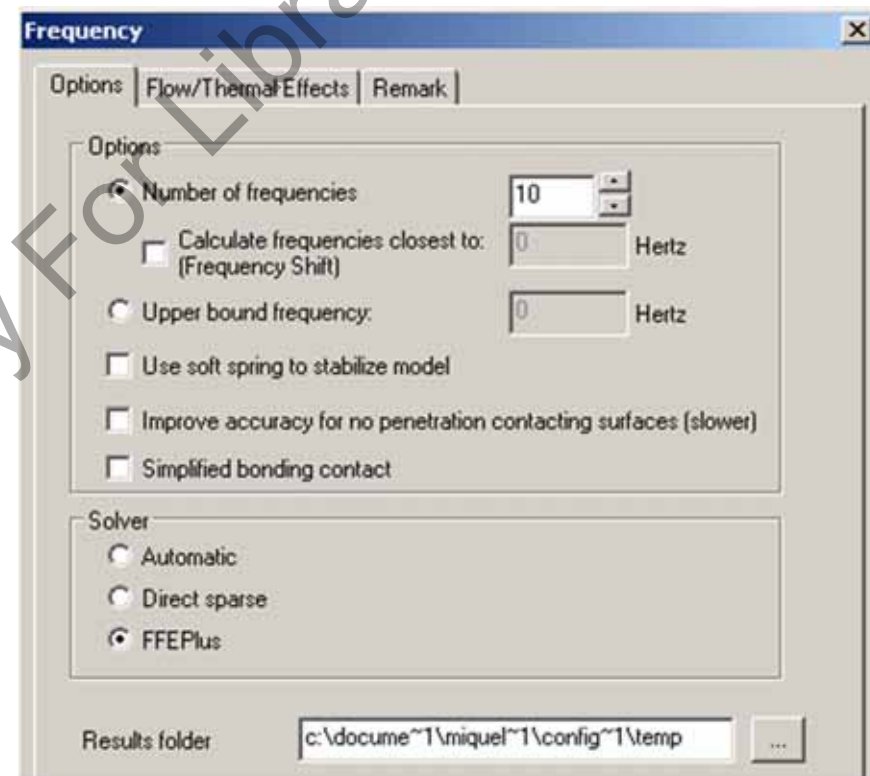 Frequency
Options Flow/Thermal Effects Remark
Options
Number of frequencies 10
Calculate frequencies closest to: 0 Hertz
(Frequency Shift)
Upper bound frequency: 0 Hertz
Use soft spring to stabilize model
Improve accuracy for no penetration contacting surfaces (slower)
Simplified bonding contact
Solver
Automatic
Direct sparse
FFEPlus
Results folder c:\docume~1\miquel~1\config~1\temp ...
y For Libra